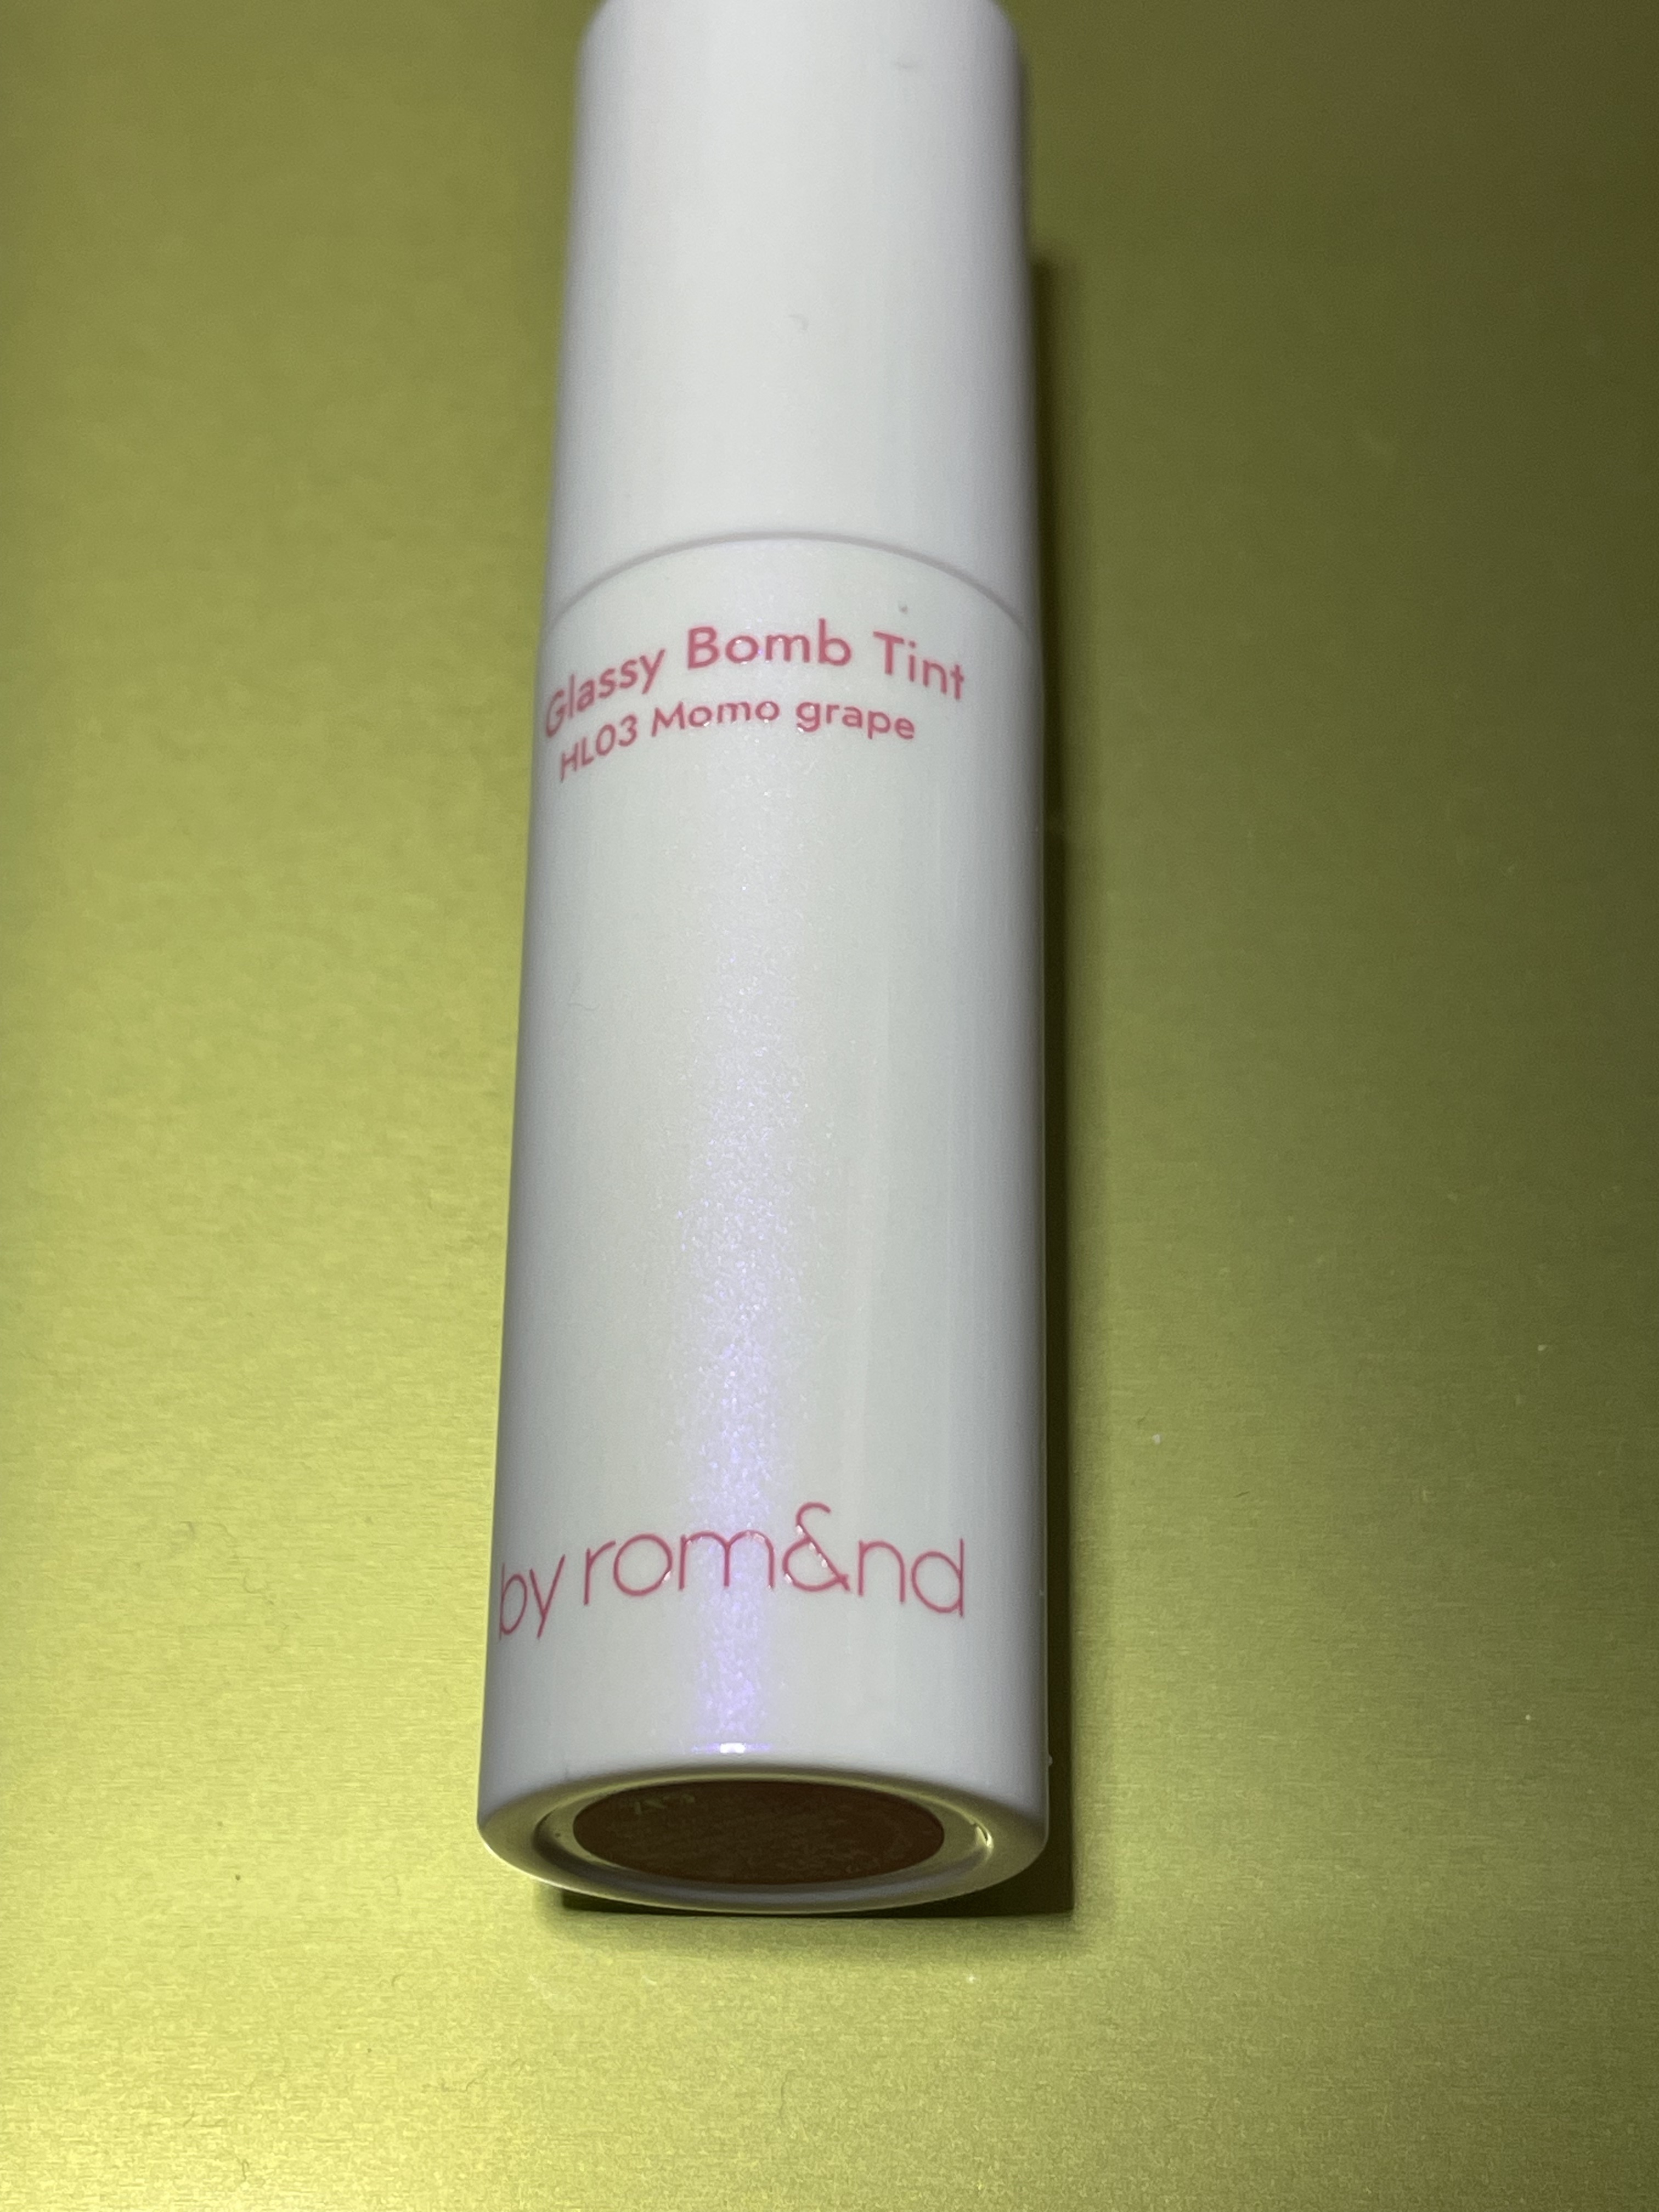 Glassy Bomb Tint
HL03 Momo grape
by rom&nd